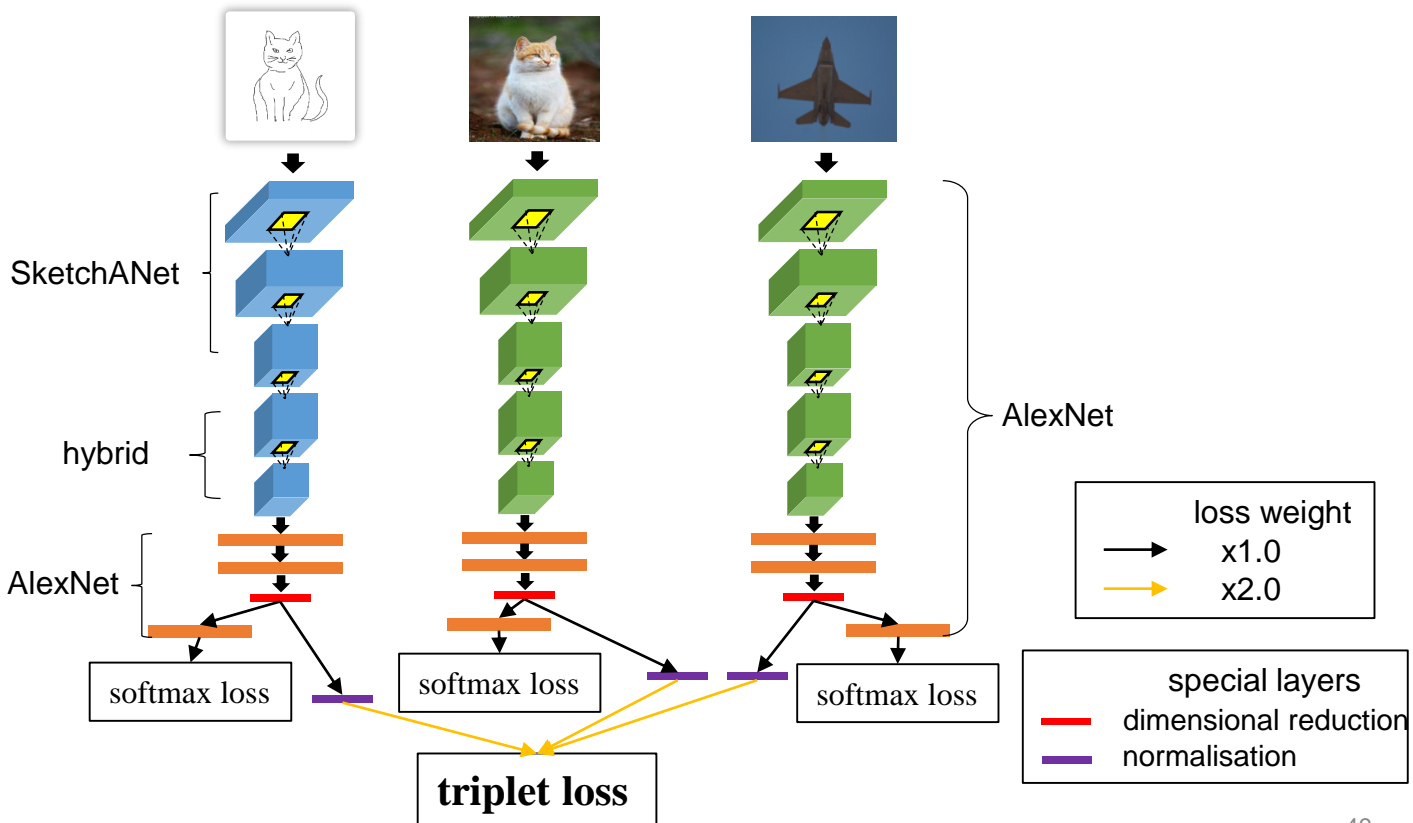 SketchANet
hybrid
AlexNet
AlexNet
loss weight
x1.0
x2.0
softmax loss
softmax loss
softmax loss
special layers
dimensional reduction
normalisation
triplet loss